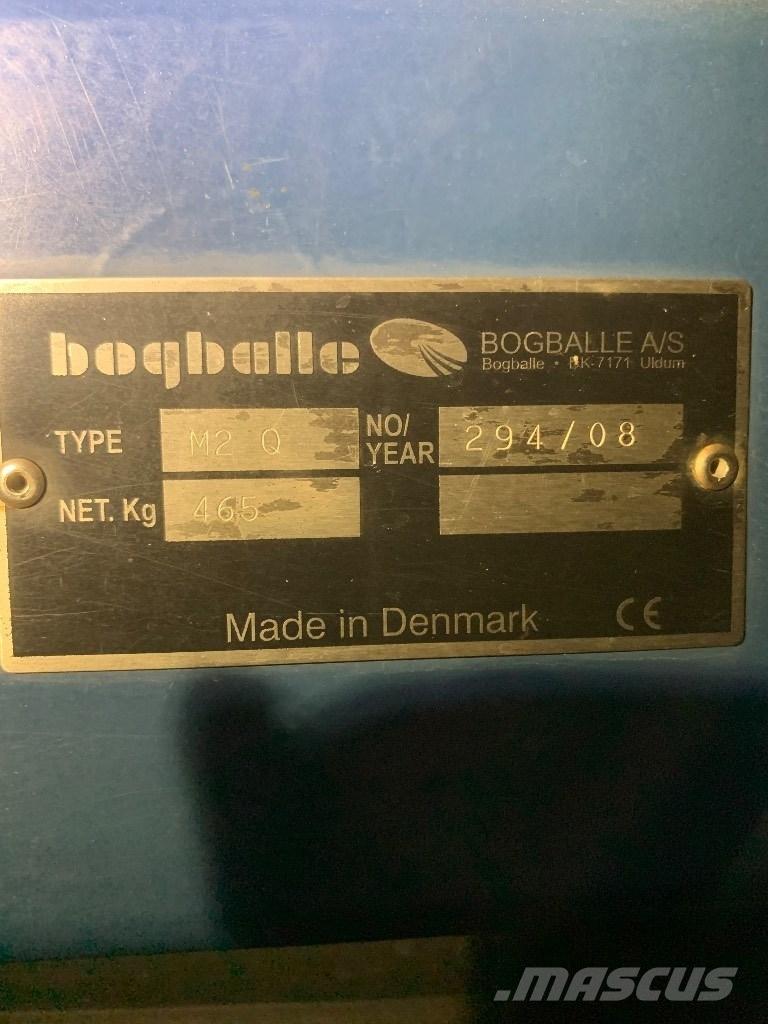 bogballe
BOGBALLE A/S
Bogballe • DK-7171 Uldum
TYPE M2 Q NO/YEAR 294/08
NET. Kg 465
Made in Denmark CE
.MASCUS